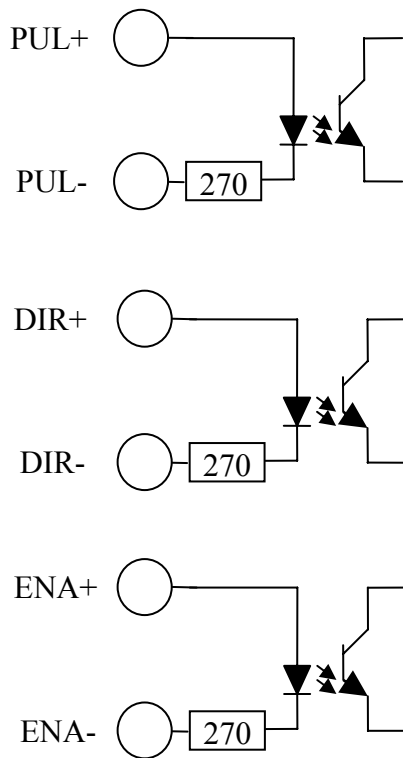 PUL+
PUL-
270
DIR+
DIR-
270
ENA+
ENA-
270